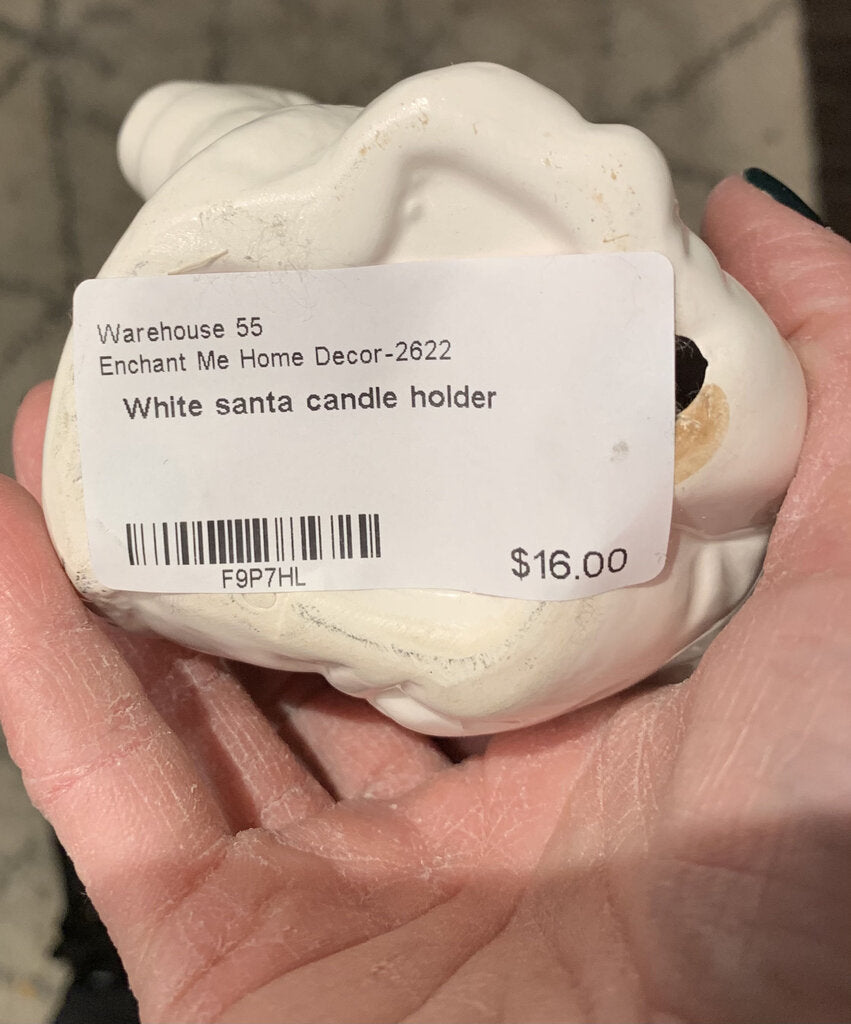 Warehouse 55
Enchant Me Home Decor-2622
White santa candle holder
F9P7HL
$16.00